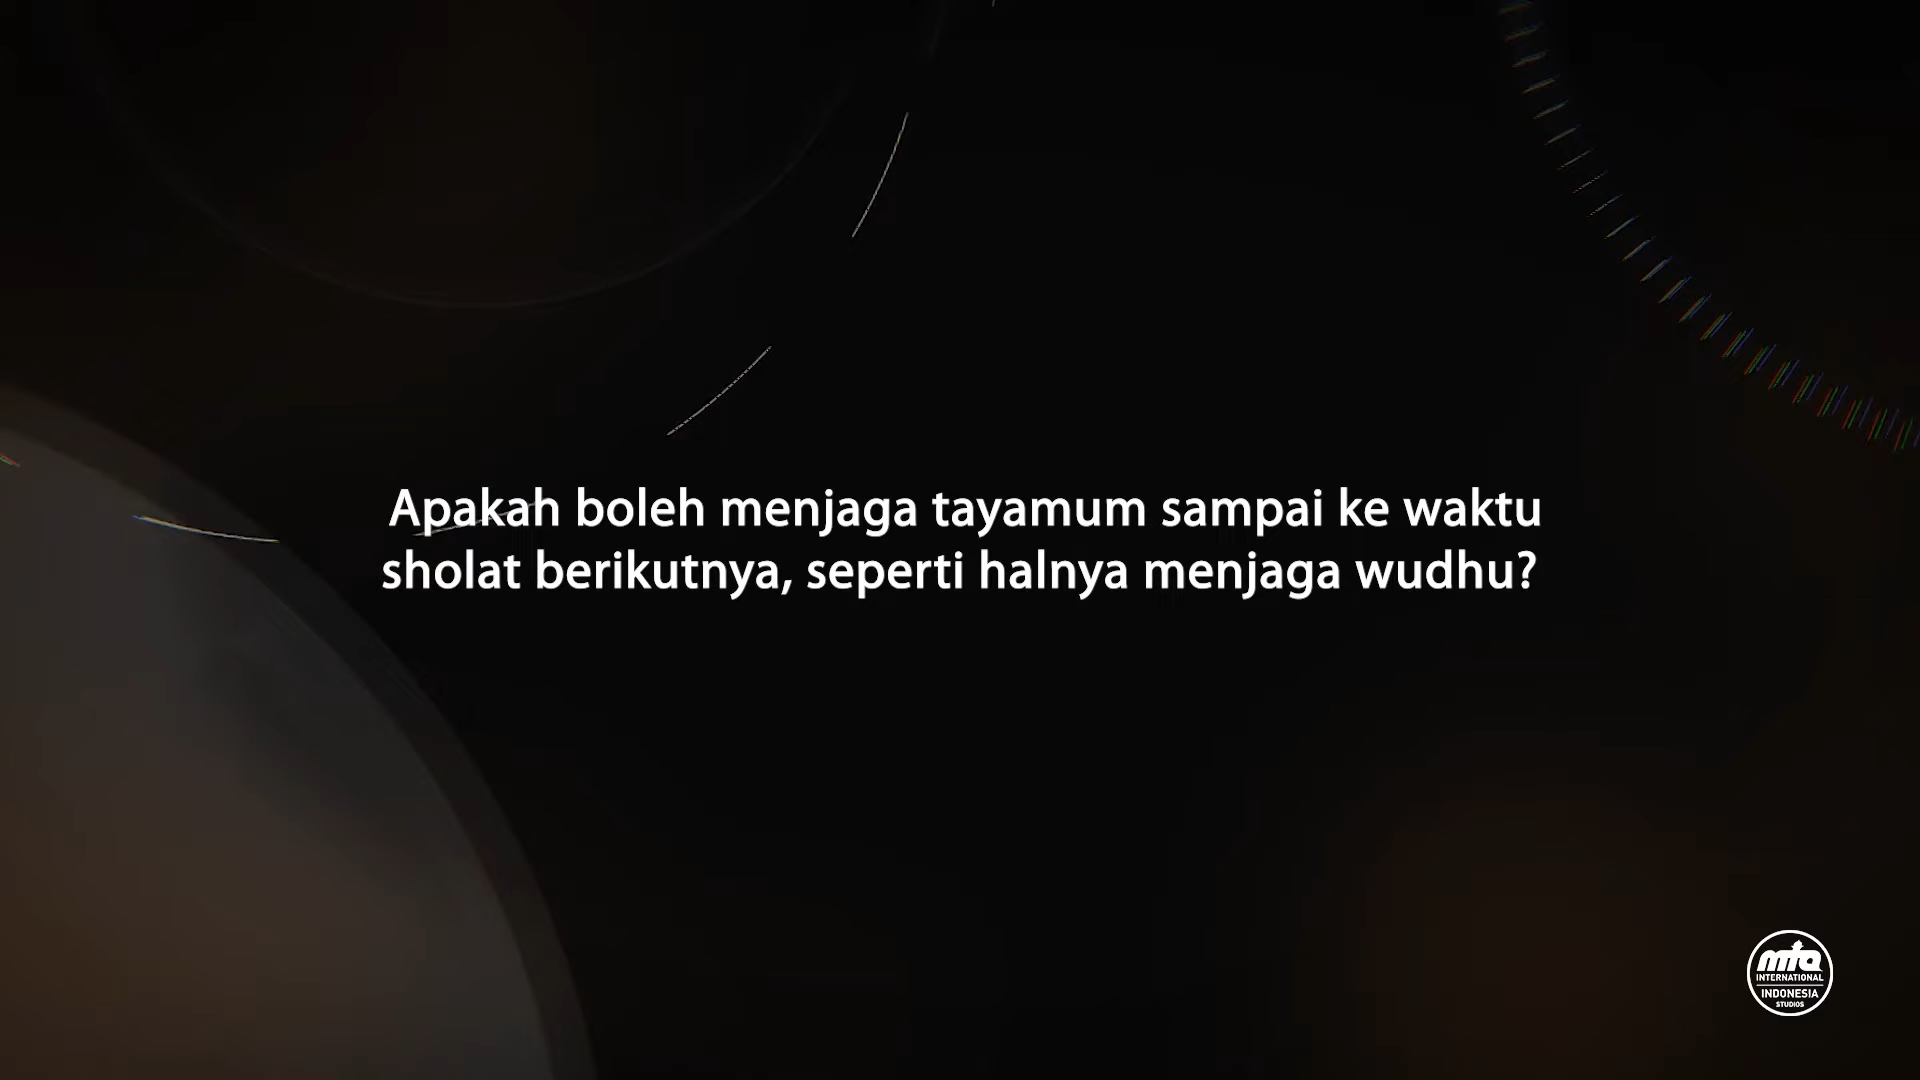 Apakah boleh menjaga tayamum sampai ke waktu
sholat berikutnya, seperti halnya menjaga wudhu?
mta
INTERNATIONAL
INDONESIA
STUDIOS